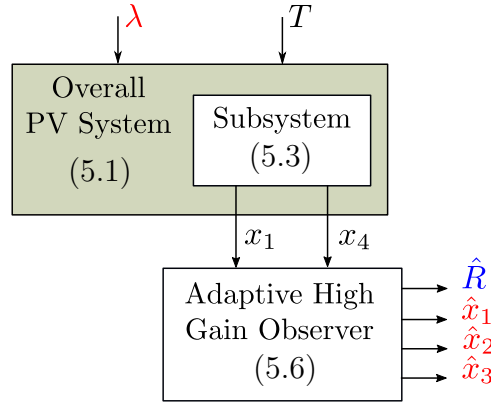 λ
T
Overall
PV System
(5.1)
Subsystem
(5.3)
x₁
x₄
Adaptive High
Gain Observer
(5.6)
R̂
x̂₁
x̂₂
x̂₃